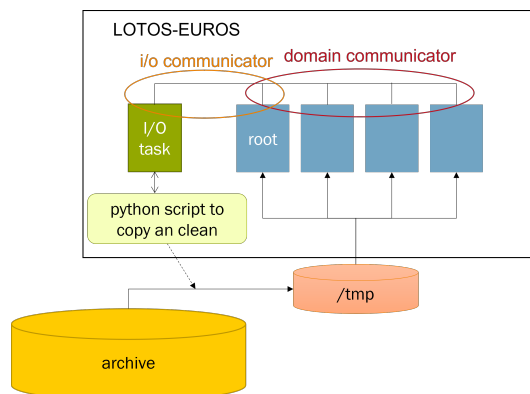 LOTOS-EUROS
i/o communicator
domain communicator
I/O
task
root
python script to
copy an clean
/tmp
archive